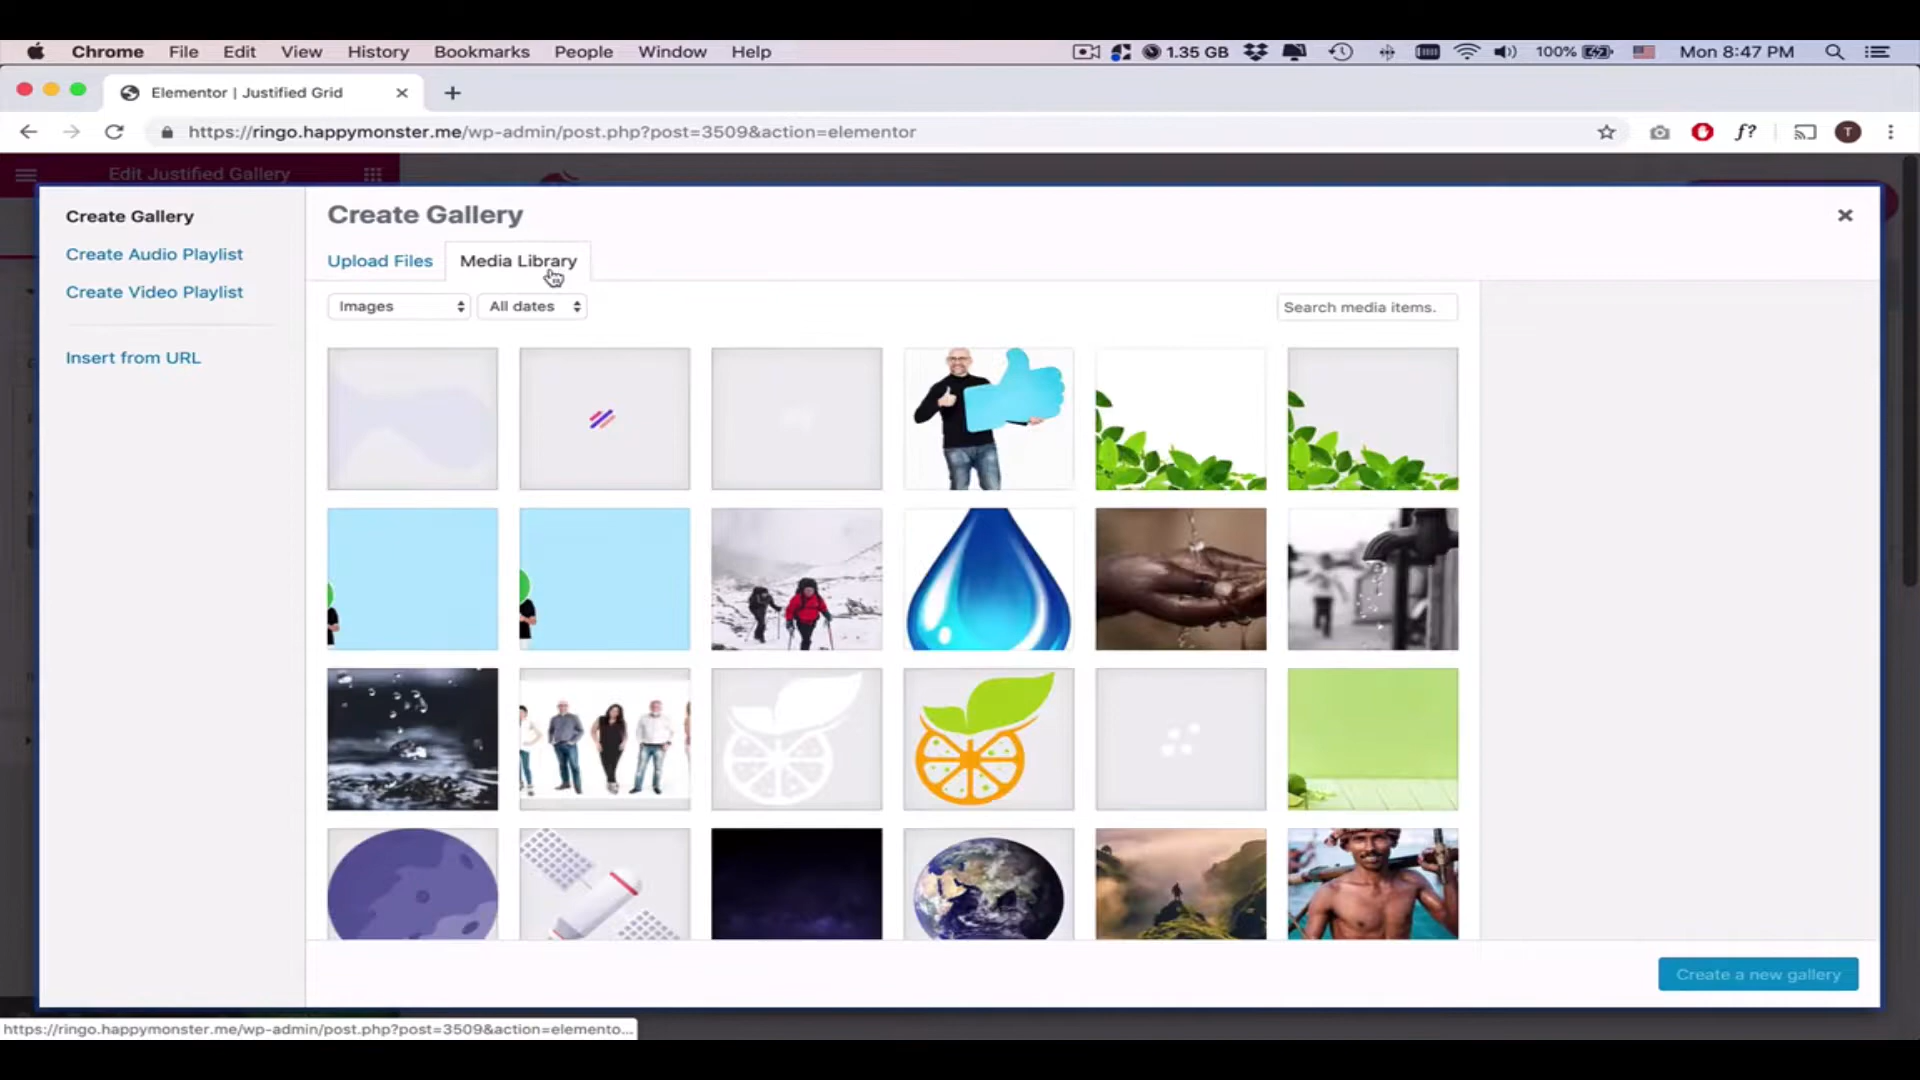 Chrome File Edit View History Bookmarks People Window Help 1.35 GB 100% Mon 8:47 PM
Elementor | Justified Grid
https://ringo.happymonster.me/wp-admin/post.php?post=3509&action=elementor f?  T
Edit Justified Gallery
Create Gallery
Create Audio Playlist
Create Video Playlist
Insert from URL
Create Gallery
Upload Files Media Library
Images All dates Search media items.
Create a new gallery
https://ringo.happymonster.me/wp-admin/post.php?post=3509&action=elemento...